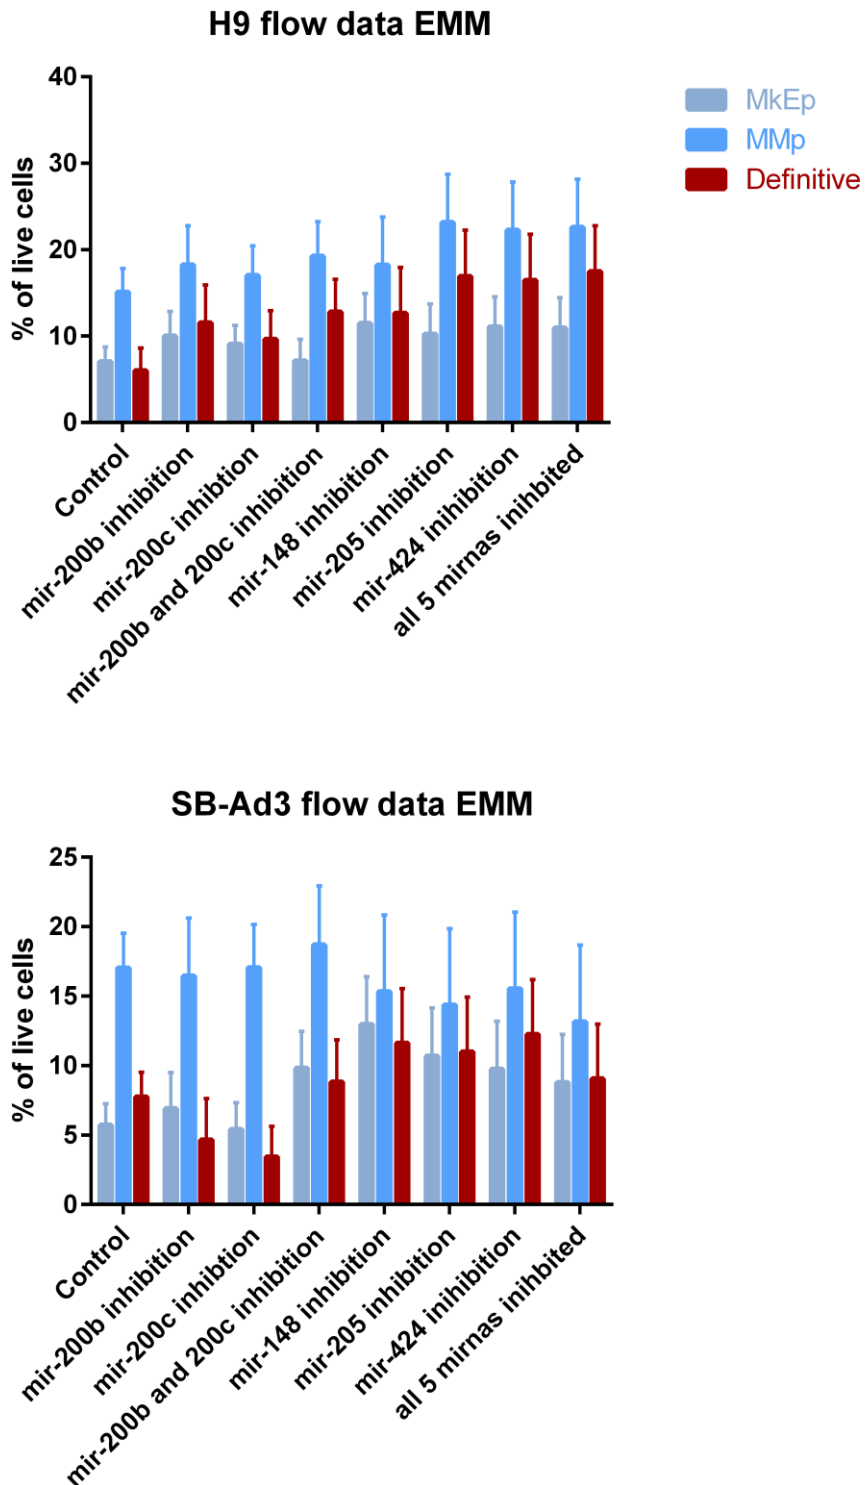 H9 flow data EMM
% of live cells
40
30
20
10
0
MkEp
MMp
Definitive
Control
mir-200b inhibition
mir-200c inhibtion
mir-200b and 200c inhibition
mir-148 inhibition
mir-205 inhibition
mir-424 inihibition
all 5 mirnas inihbited
SB-Ad3 flow data EMM
% of live cells
25
20
15
10
5
0
Control
mir-200b inhibition
mir-200c inhibtion
mir-200b and 200c inhibition
mir-148 inhibition
mir-205 inhibition
mir-424 inihibition
all 5 mirnas inihbited